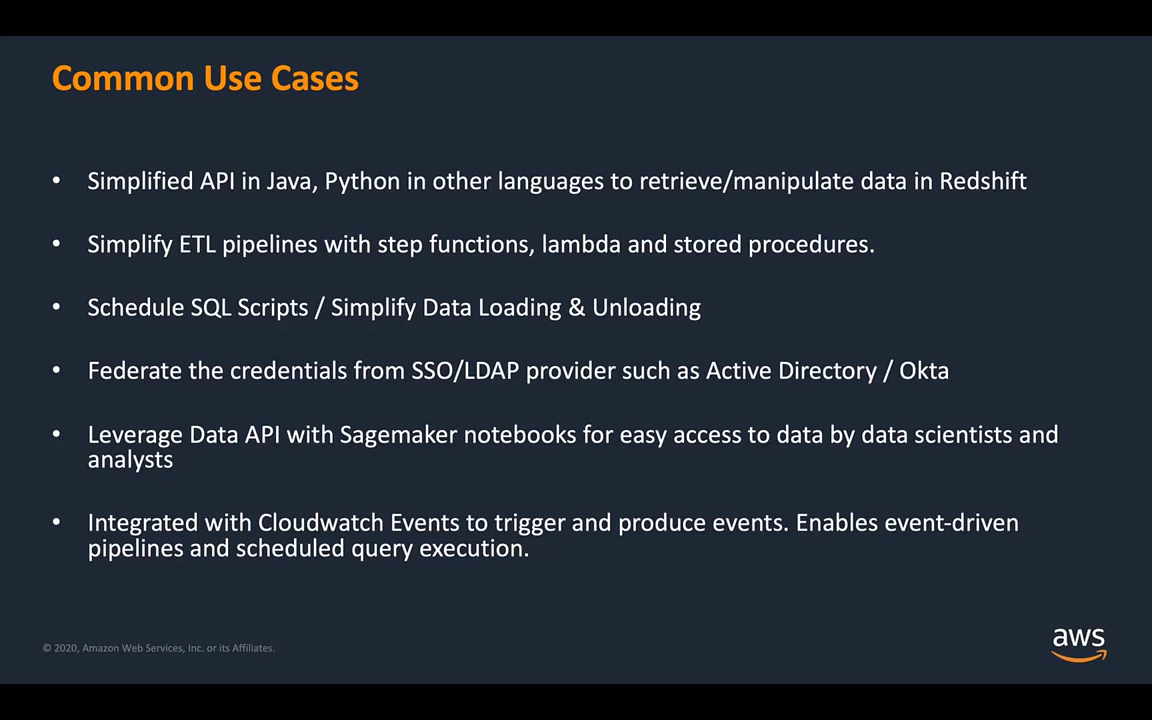 Common Use Cases
• Simplified API in Java, Python in other languages to retrieve/manipulate data in Redshift
• Simplify ETL pipelines with step functions, lambda and stored procedures.
• Schedule SQL Scripts / Simplify Data Loading & Unloading
• Federate the credentials from SSO/LDAP provider such as Active Directory / Okta
• Leverage Data API with Sagemaker notebooks for easy access to data by data scientists and
analysts
• Integrated with Cloudwatch Events to trigger and produce events. Enables event-driven
pipelines and scheduled query execution.
© 2020, Amazon Web Services, Inc. or its Affiliates.
aws